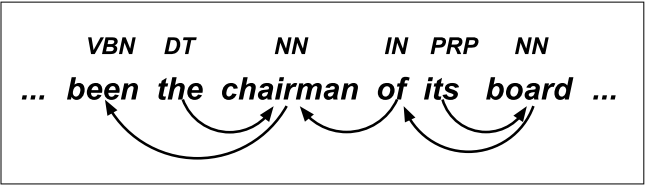 VBN DT NN IN PRP NN
... been the chairman of its board ...